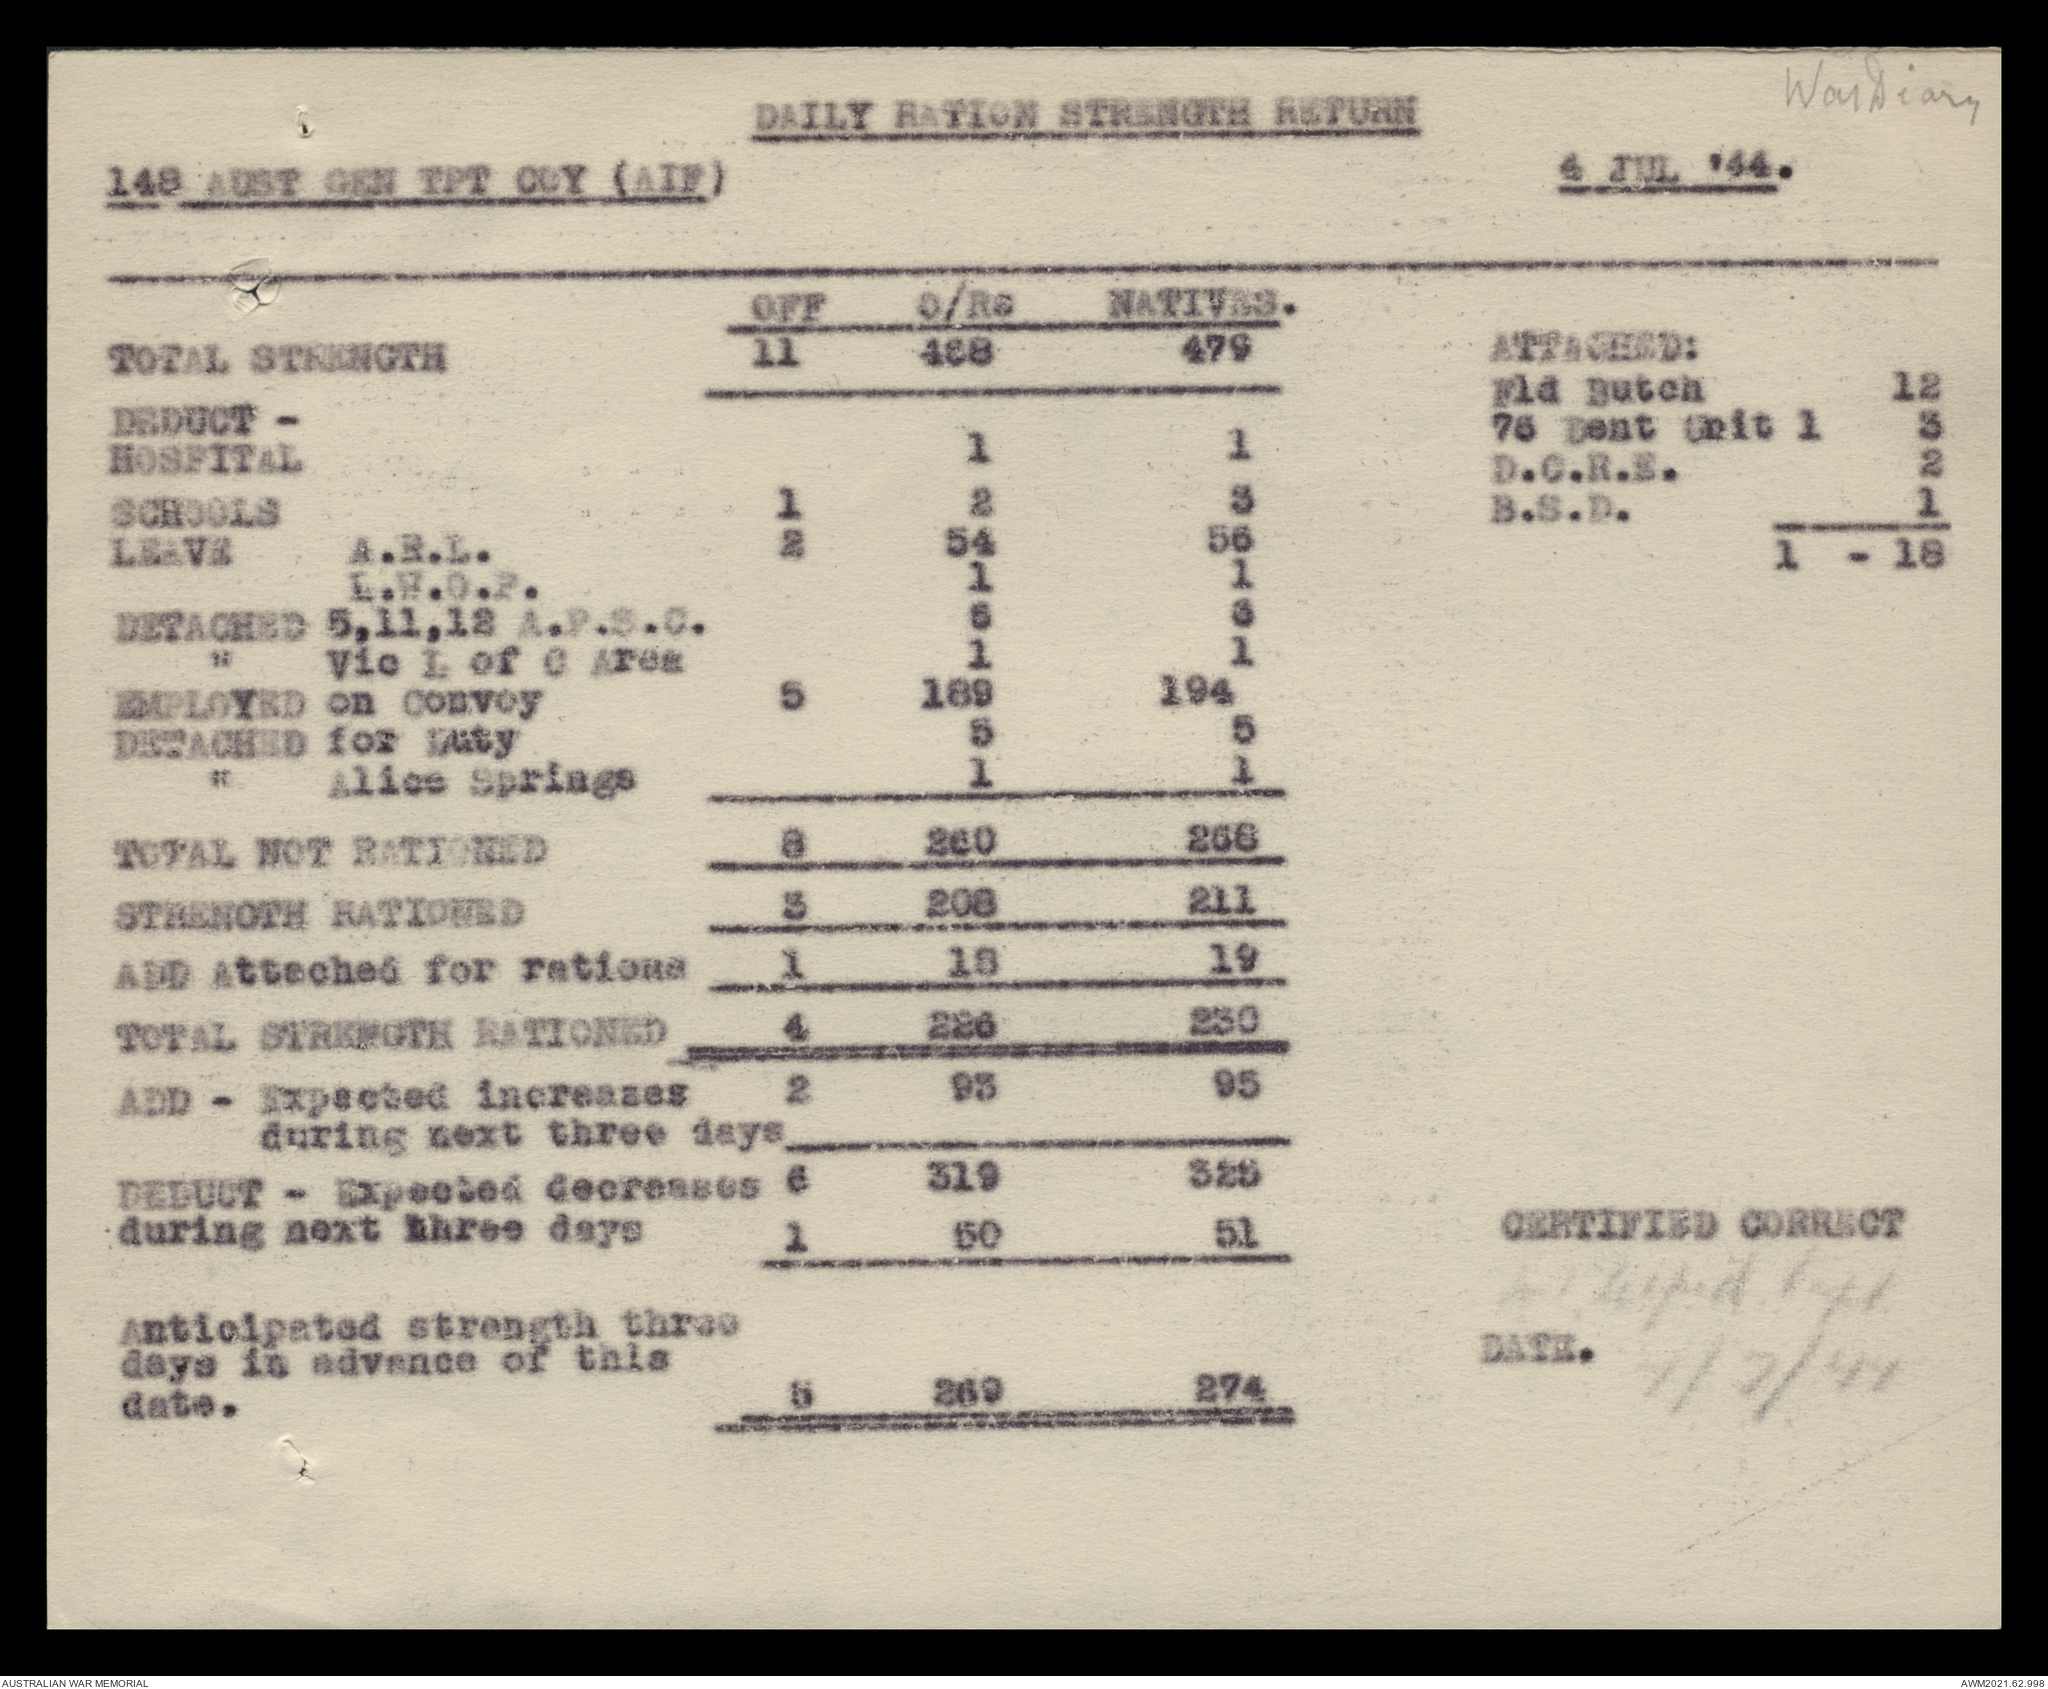 War Diary
DAILY RATION STRENGTH RETURN
148 AUST GEN TPT COY (AIF) 4 JUL '44.
OFF O/Rs NATIVES.
TOTAL STRENGTH 11 468 479
DEDUCT -
HOSPITAL 1 1
SCHOOLS 1 2 3
LEAVE A.R.L. 2 54 56
L.W.O.P. 1 1
DETACHED 5,11,12 A.P.S.C. 6 6
" Vic L of C Area 1 1
EMPLOYED on Convoy 5 189 194
DETACHED for Duty 5 5
" Alice Springs 1 1
TOTAL NOT RATIONED 8 260 268
STRENGTH RATIONED 3 208 211
ADD Attached for rations 1 18 19
TOTAL STRENGTH RATIONED 4 226 230
ADD - Expected increases 2 93 95
during next three days
DEDUCT - Expected decreases 6 319 325
during next three days 1 50 51
Anticipated strength three
days in advance of this
date. 5 269 274
ATTACHED:
Fld Butch 12
76 Dent Unit 1 3
D.C.R.E. 2
B.S.D. 1
1 - 18
CERTIFIED CORRECT
Capt
DATE. 4/7/44
AUSTRALIAN WAR MEMORIAL AWM2021.62.998